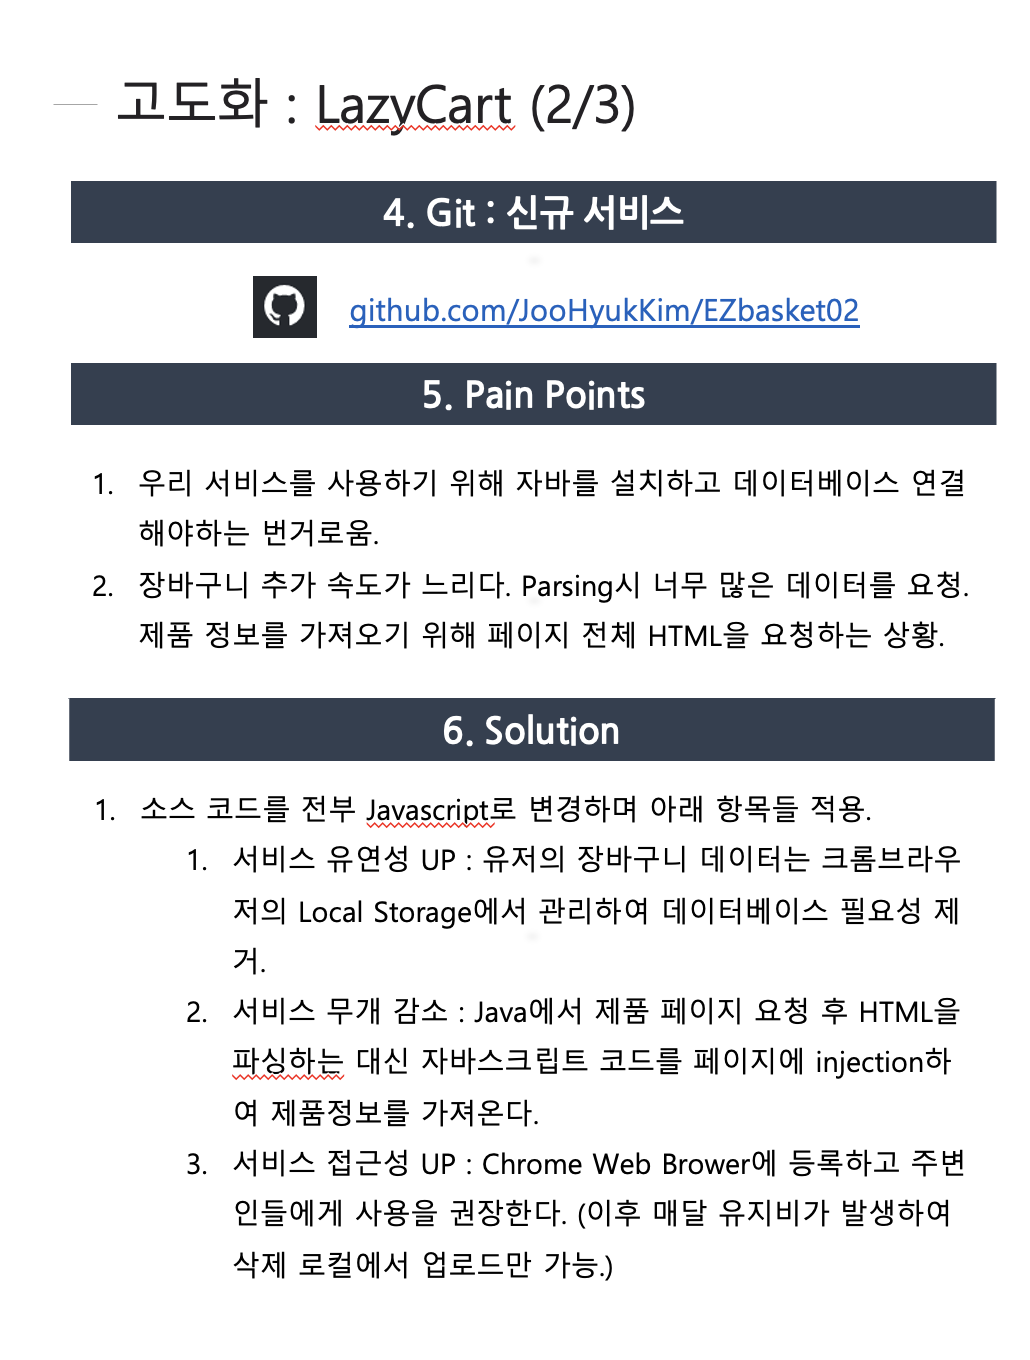 고도화 : LazyCart (2/3)
4. Git : 신규 서비스
github.com/JooHyukKim/EZbasket02
5. Pain Points
1. 우리 서비스를 사용하기 위해 자바를 설치하고 데이터베이스 연결
해야하는 번거로움.
2. 장바구니 추가 속도가 느리다. Parsing시 너무 많은 데이터를 요청.
제품 정보를 가져오기 위해 페이지 전체 HTML을 요청하는 상황.
6. Solution
1. 소스 코드를 전부 Javascript로 변경하며 아래 항목들 적용.
1. 서비스 유연성 UP : 유저의 장바구니 데이터는 크롬브라우
저의 Local Storage에서 관리하여 데이터베이스 필요성 제
거.
2. 서비스 무개 감소 : Java에서 제품 페이지 요청 후 HTML을
파싱하는 대신 자바스크립트 코드를 페이지에 injection하
여 제품정보를 가져온다.
3. 서비스 접근성 UP : Chrome Web Brower에 등록하고 주변
인들에게 사용을 권장한다. (이후 매달 유지비가 발생하여
삭제 로컬에서 업로드만 가능.)